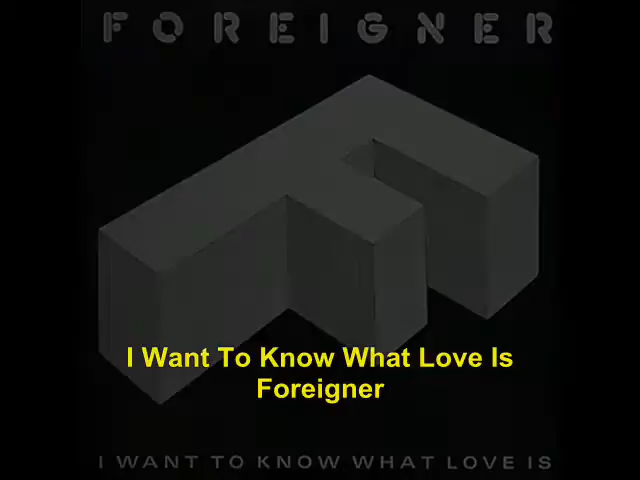 FOREIGNER
I Want To Know What Love Is
Foreigner
I WANT TO KNOW WHAT LOVE IS